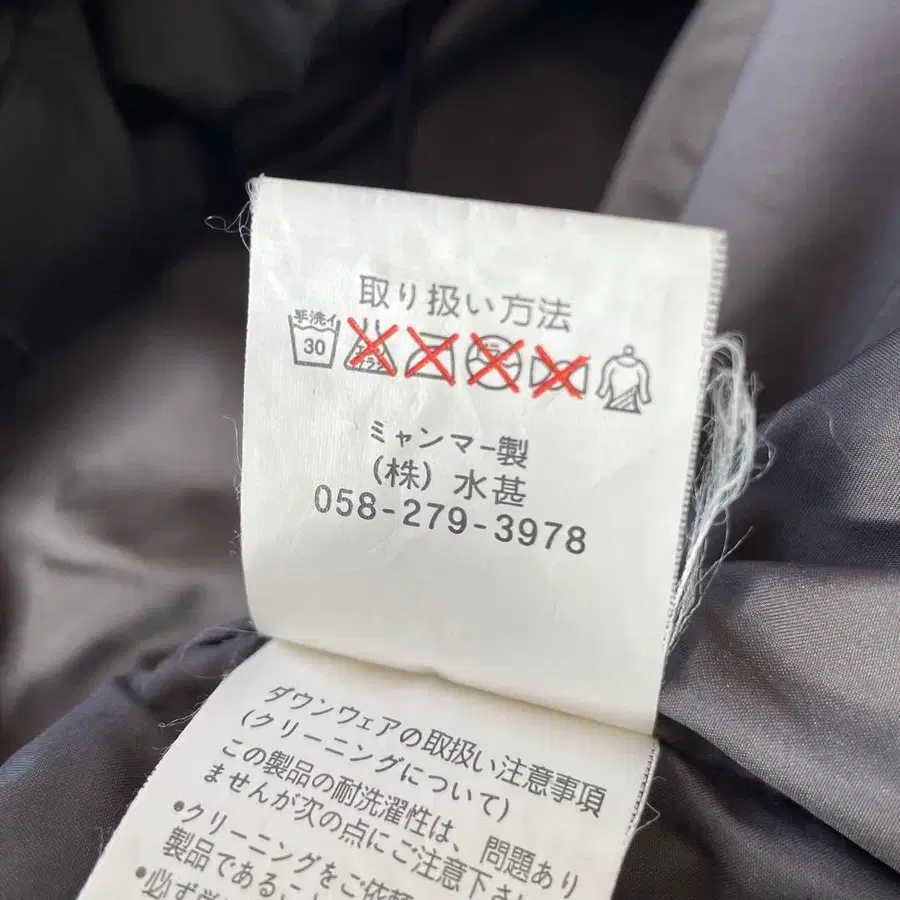 取り扱い方法
手洗イ
30
ミャンマー製
(株) 水甚
058-279-3978
ダウンウェアの取扱い注意事項
(クリーニングについて)
この製品の耐洗濯性は、問題あり
ませんが次の点にご注意下さ
•クリーニングをご依頼
製品であるこ
•必ず